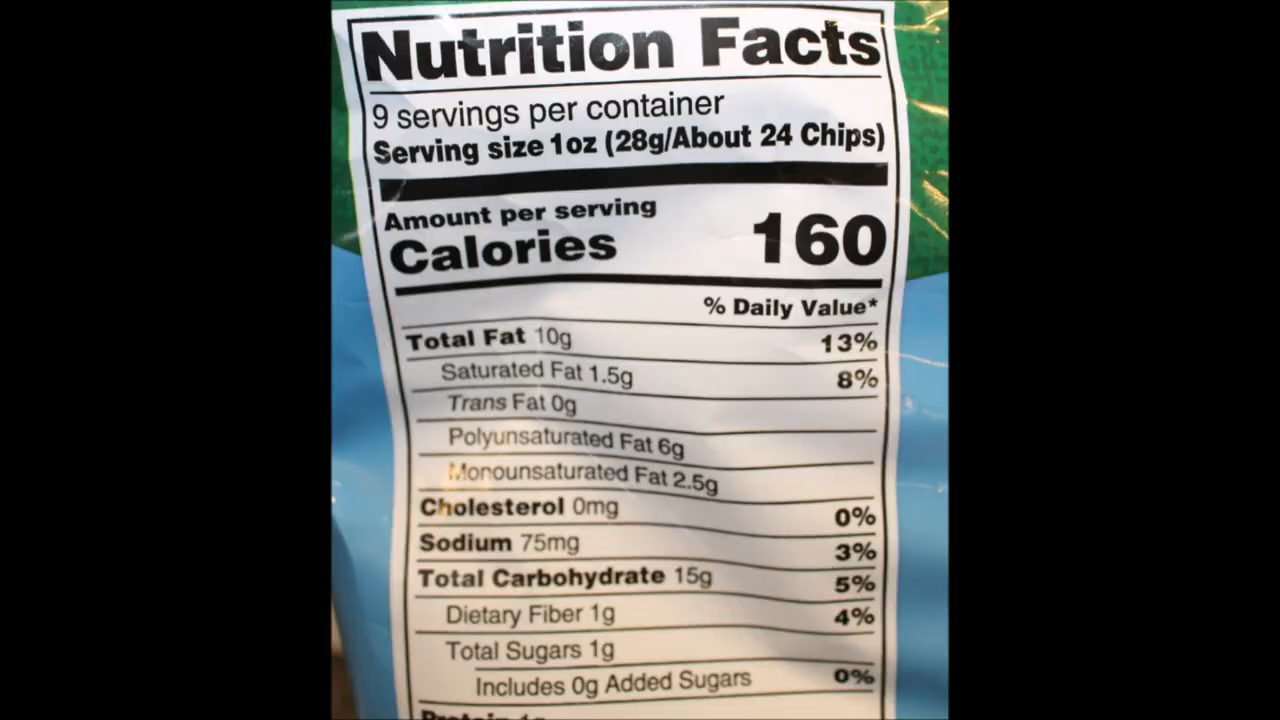 Nutrition Facts
9 servings per container
Serving size 1oz (28g/About 24 Chips)
Amount per serving
Calories 160
% Daily Value*
Total Fat 10g 13%
Saturated Fat 1.5g 8%
Trans Fat 0g
Polyunsaturated Fat 6g
Monounsaturated Fat 2.5g
Cholesterol 0mg 0%
Sodium 75mg 3%
Total Carbohydrate 15g 5%
Dietary Fiber 1g 4%
Total Sugars 1g
Includes 0g Added Sugars 0%
Protein